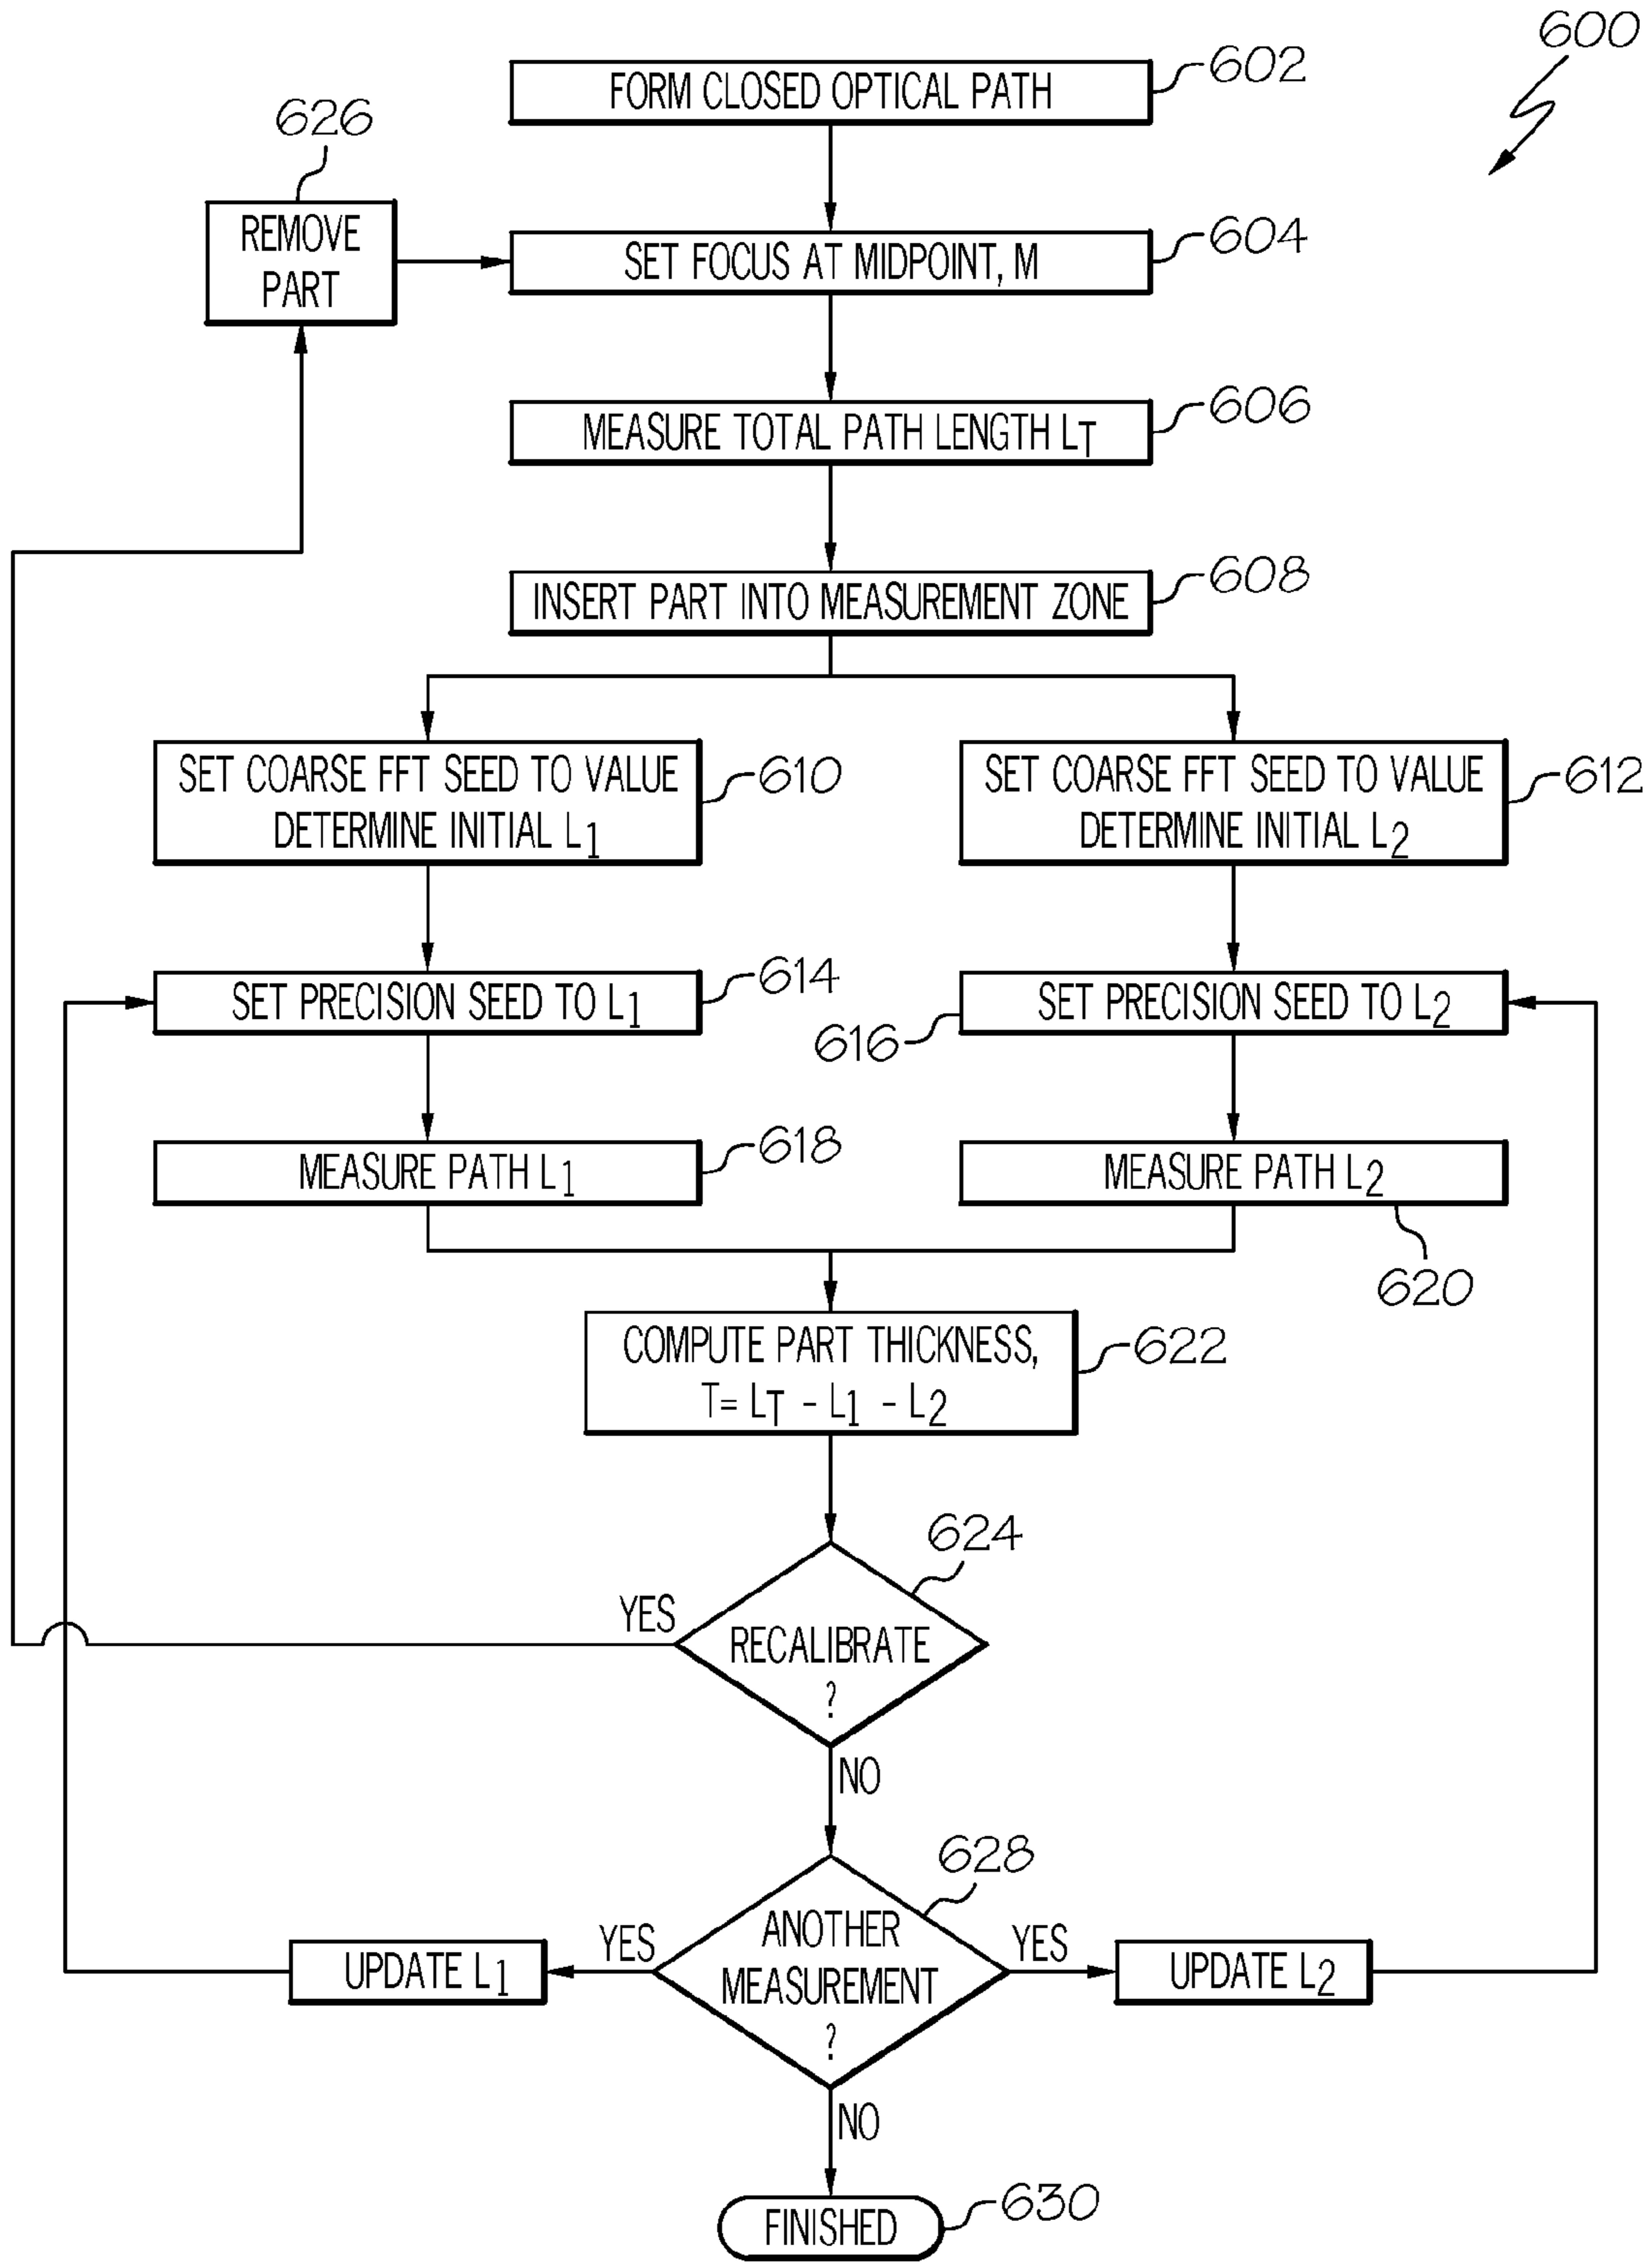 600
FORM CLOSED OPTICAL PATH
602
626
REMOVE
PART
SET FOCUS AT MIDPOINT, M
604
MEASURE TOTAL PATH LENGTH LT
606
INSERT PART INTO MEASUREMENT ZONE
608
SET COARSE FFT SEED TO VALUE
DETERMINE INITIAL L1
610
SET COARSE FFT SEED TO VALUE
DETERMINE INITIAL L2
612
SET PRECISION SEED TO L1
614
SET PRECISION SEED TO L2
616
MEASURE PATH L1
618
MEASURE PATH L2
620
COMPUTE PART THICKNESS,
T= LT - L1 - L2
622
624
YES
RECALIBRATE
?
NO
628
ANOTHER
MEASUREMENT
?
YES
UPDATE L1
YES
UPDATE L2
NO
FINISHED
630